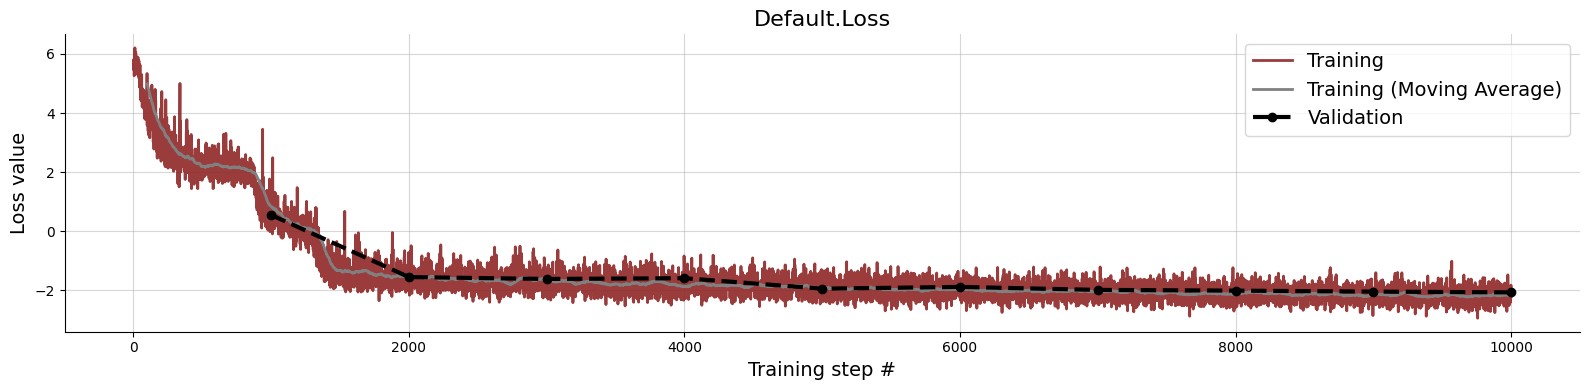 Default.Loss
Training
Training (Moving Average)
Validation
Loss value
6
4
2
0
−2
0 2000 4000 6000 8000 10000
Training step #